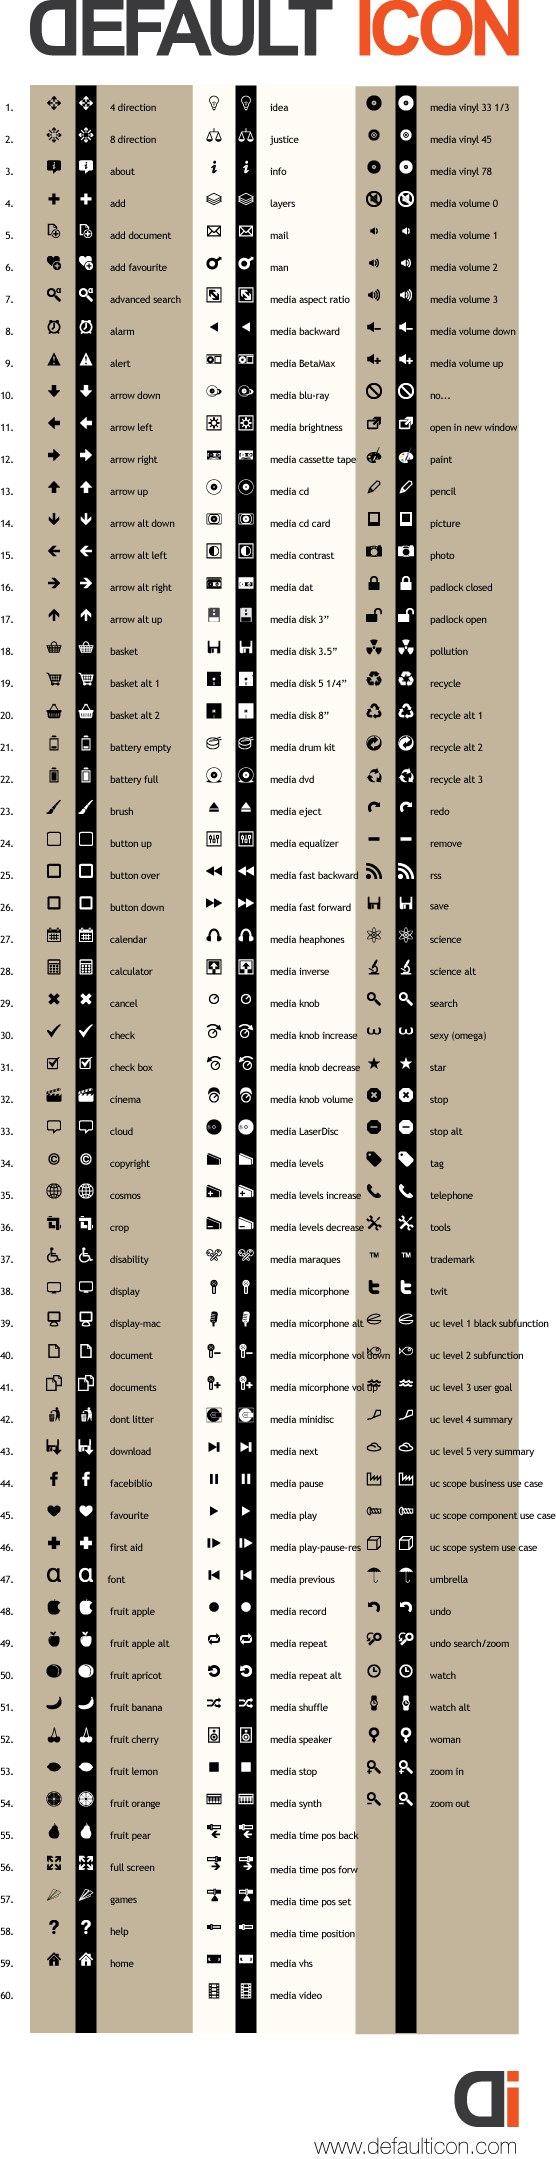 DEFAULT ICON
1. 4 direction idea media vinyl 33 1/3
2. 8 direction justice media vinyl 45
3. about info media vinyl 78
4. add layers media volume 0
5. add document mail media volume 1
6. add favourite man media volume 2
7. advanced search media aspect ratio media volume 3
8. alarm media backward media volume down
9. alert media BetaMax media volume up
10. arrow down media blu-ray no...
11. arrow left media brightness open in new window
12. arrow right media cassette tape paint
13. arrow up media cd pencil
14. arrow alt down media cd card picture
15. arrow alt left media contrast photo
16. arrow alt right media dat padlock closed
17. arrow alt up media disk 3” padlock open
18. basket media disk 3.5” pollution
19. basket alt 1 media disk 5 1/4” recycle
20. basket alt 2 media disk 8” recycle alt 1
21. battery empty media drum kit recycle alt 2
22. battery full media dvd recycle alt 3
23. brush media eject redo
24. button up media equalizer remove
25. button over media fast backward rss
26. button down media fast forward save
27. calendar media heaphones science
28. calculator media inverse science alt
29. cancel media knob search
30. check media knob increase sexy (omega)
31. check box media knob decrease star
32. cinema media knob volume stop
33. cloud media LaserDisc stop alt
34. copyright media levels tag
35. cosmos media levels increase telephone
36. crop media levels decrease tools
37. disability media maraques TM TM trademark
38. display media micorphone twit
39. display-mac media micorphone alt uc level 1 black subfunction
40. document media micorphone vol down uc level 2 subfunction
41. documents media micorphone vol up uc level 3 user goal
42. dont litter media minidisc uc level 4 summary
43. download media next uc level 5 very summary
44. facebiblio media pause uc scope business use case
45. favourite media play uc scope component use case
46. first aid media play-pause-res uc scope system use case
47. font media previous umbrella
48. fruit apple media record undo
49. fruit apple alt media repeat undo search/zoom
50. fruit apricot media repeat alt watch
51. fruit banana media shuffle watch alt
52. fruit cherry media speaker woman
53. fruit lemon media stop zoom in
54. fruit orange media synth zoom out
55. fruit pear media time pos back
56. full screen media time pos forw
57. games media time pos set
58. help media time position
59. home media vhs
60. media video
di
www.defaulticon.com